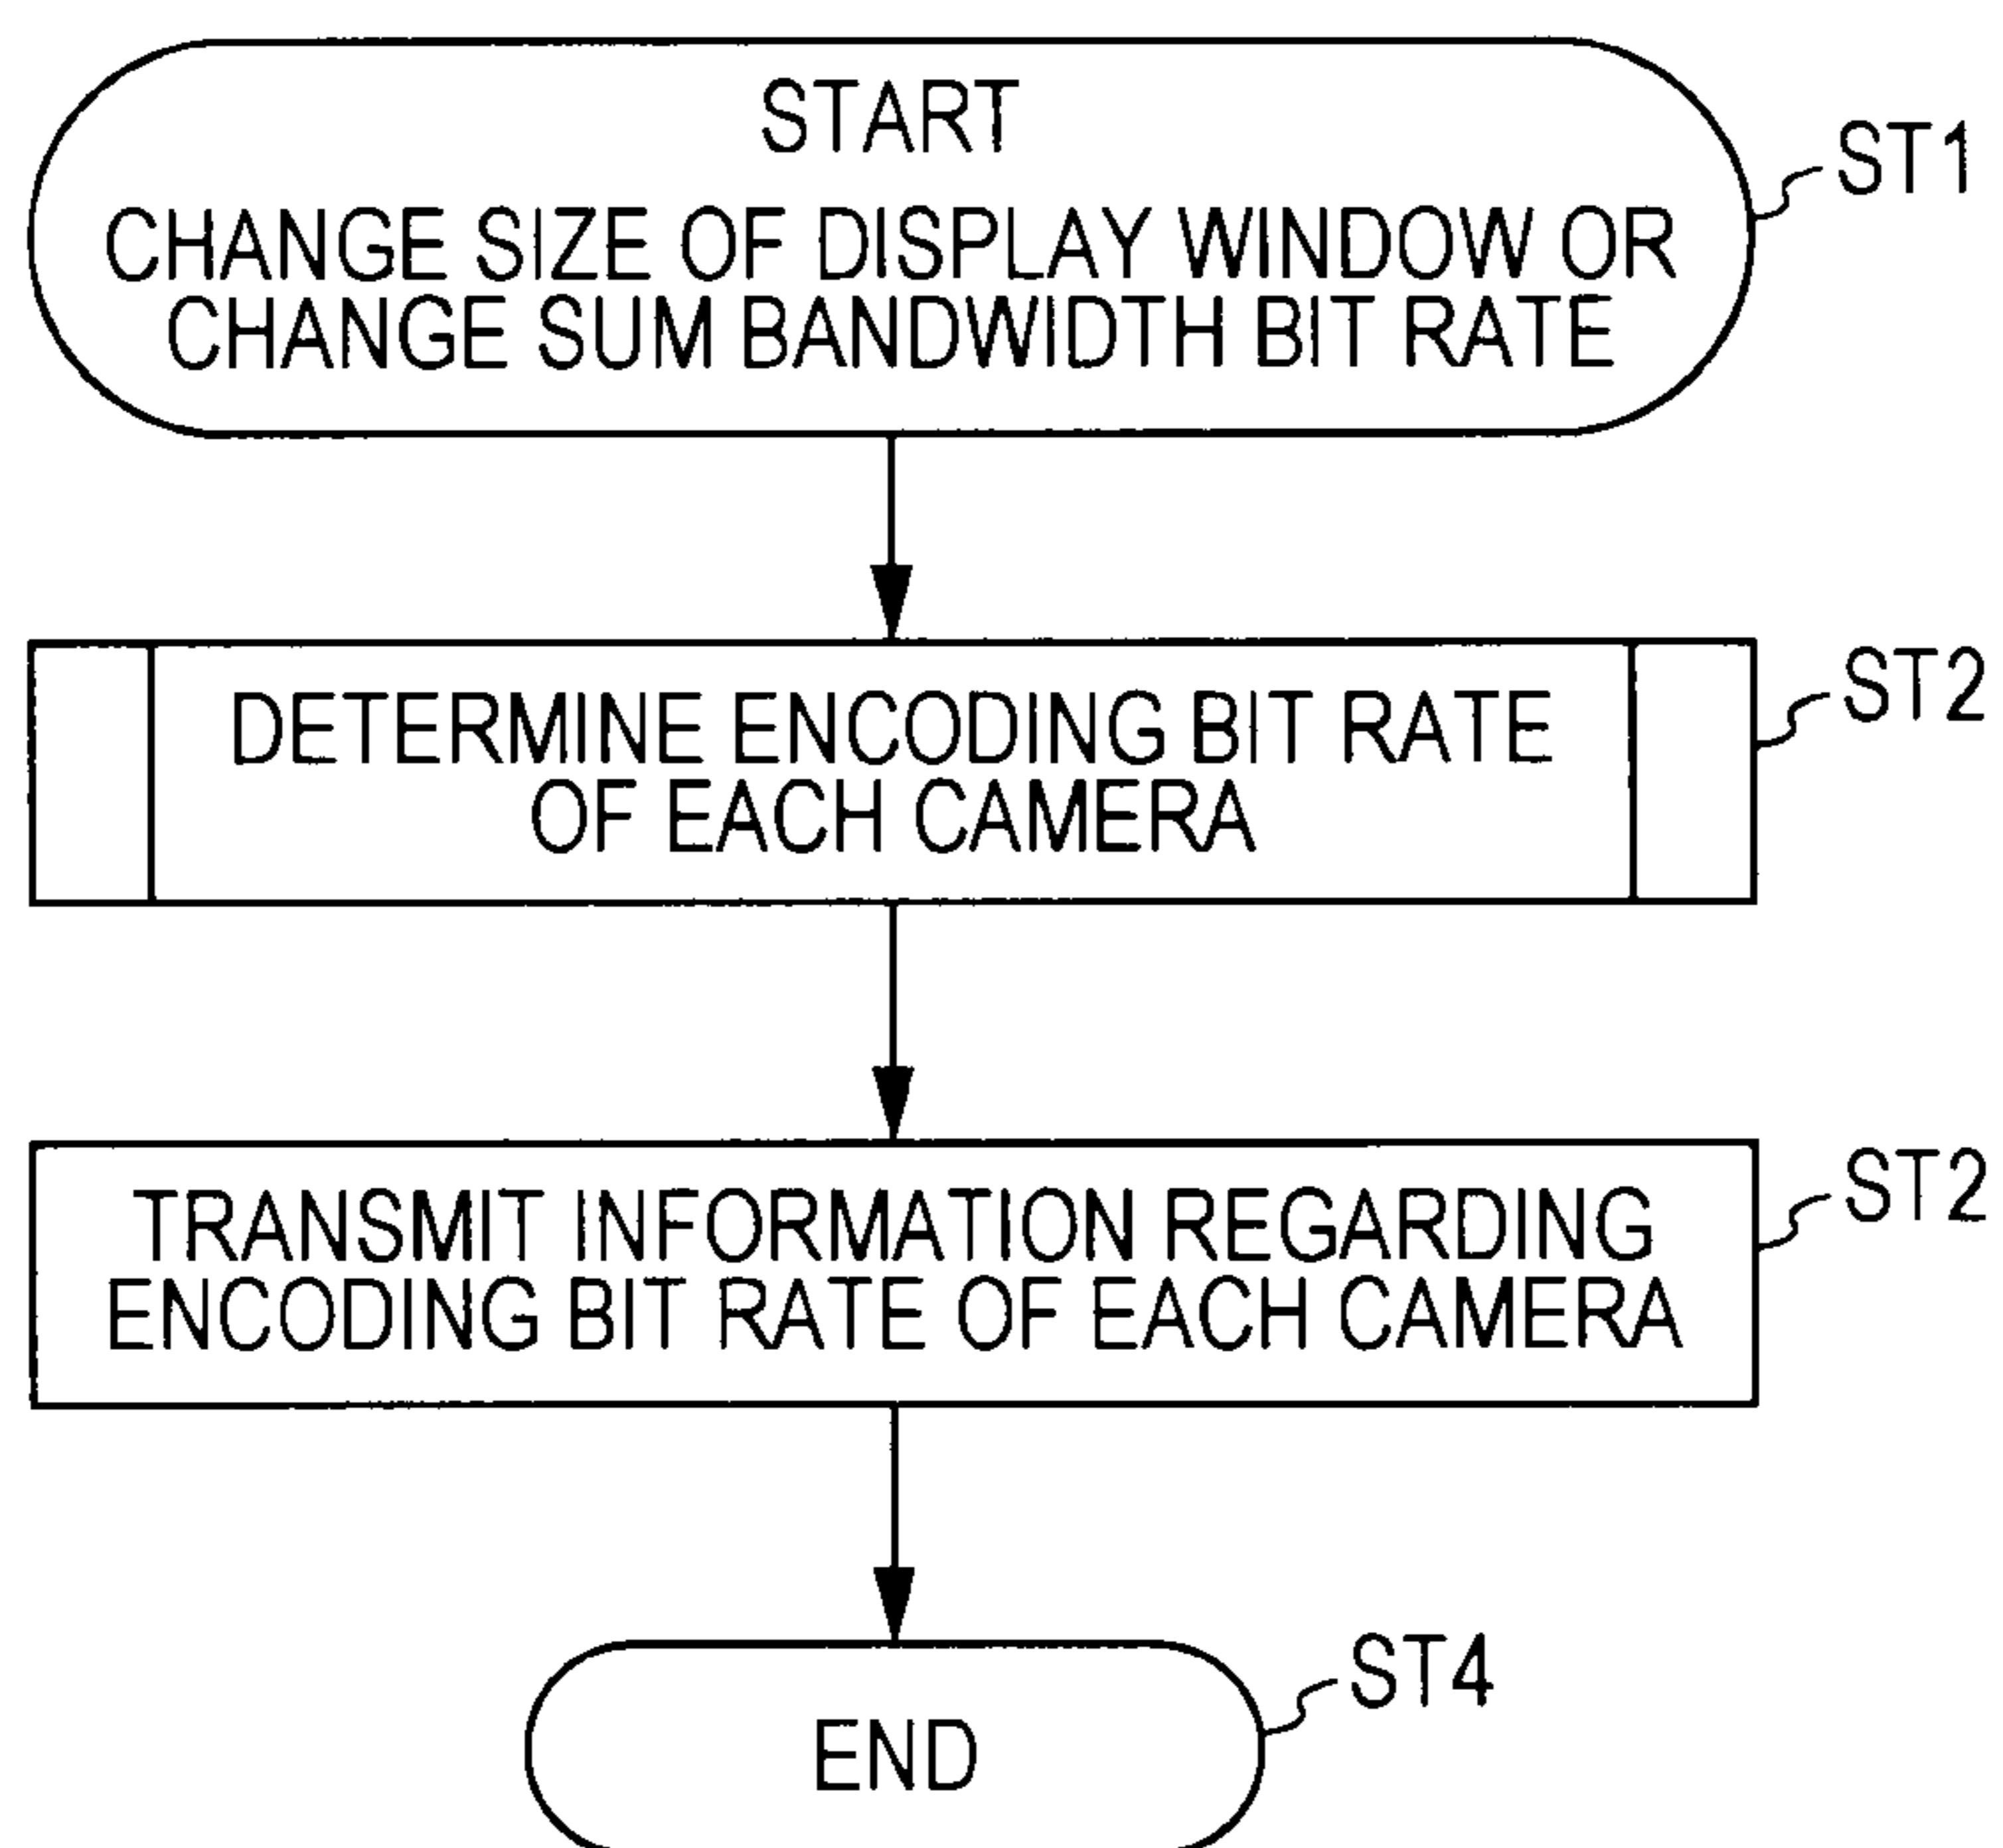 START
CHANGE SIZE OF DISPLAY WINDOW OR
CHANGE SUM BANDWIDTH BIT RATE
ST1
DETERMINE ENCODING BIT RATE
OF EACH CAMERA
ST2
TRANSMIT INFORMATION REGARDING
ENCODING BIT RATE OF EACH CAMERA
ST2
END
ST4